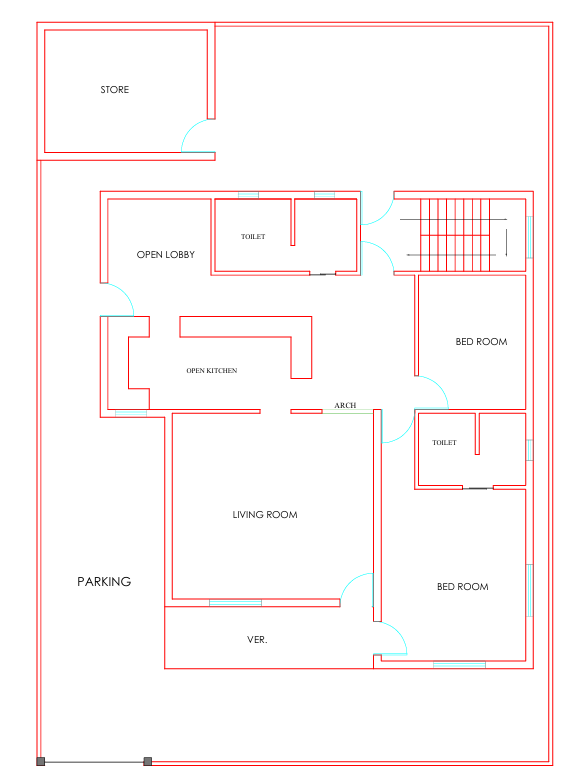 STORE
TOILET
OPEN LOBBY
BED ROOM
OPEN KITCHEN
ARCH
TOILET
LIVING ROOM
PARKING
BED ROOM
VER.